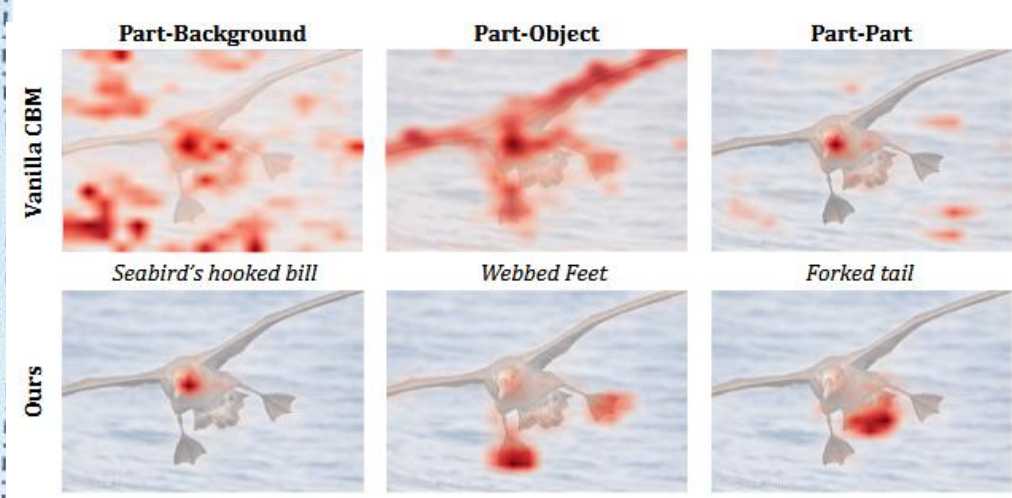 Part-Background Part-Object Part-Part
Vanilla CBM
Seabird's hooked bill Webbed Feet Forked tail
Ours